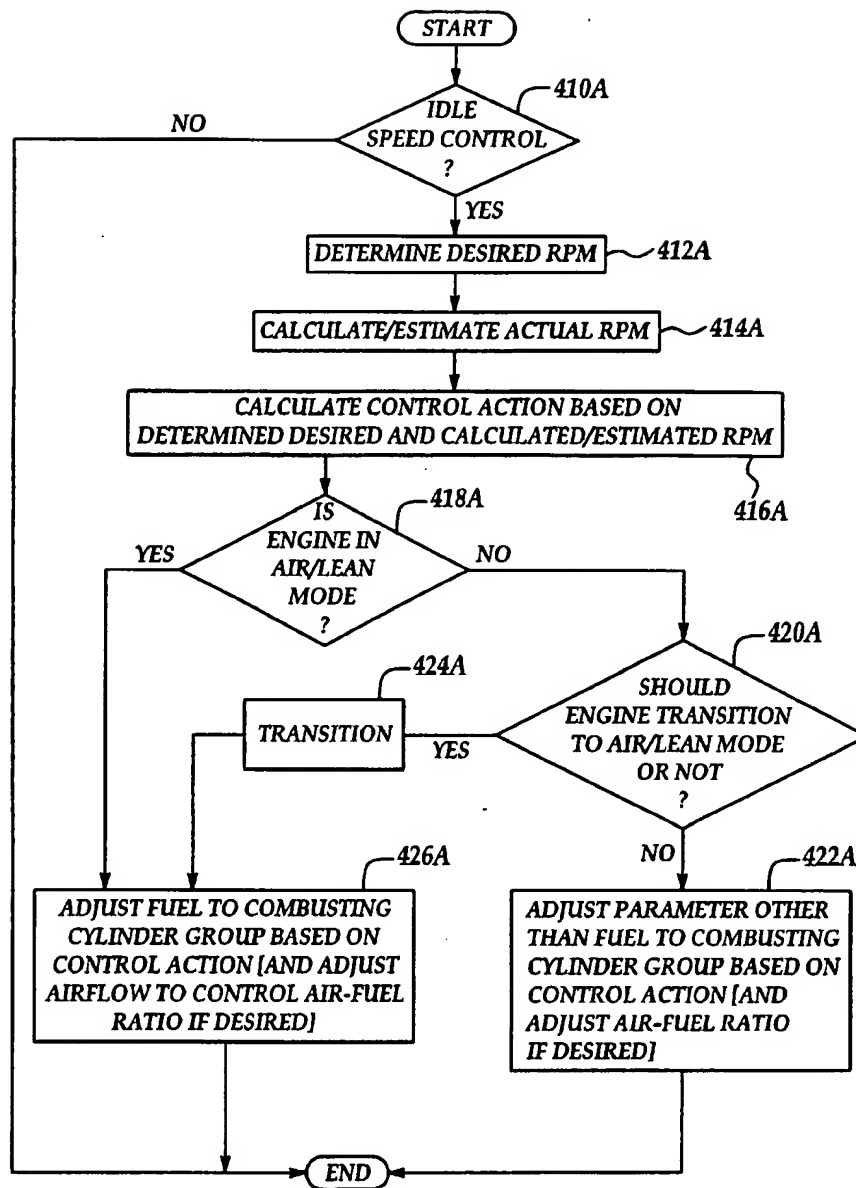 START
410A
IDLE
SPEED CONTROL
?
NO
YES
DETERMINE DESIRED RPM
412A
CALCULATE/ESTIMATE ACTUAL RPM
414A
CALCULATE CONTROL ACTION BASED ON
DETERMINED DESIRED AND CALCULATED/ESTIMATED RPM
416A
418A
IS
ENGINE IN
AIR/LEAN
MODE
?
YES
NO
420A
SHOULD
ENGINE TRANSITION
TO AIR/LEAN MODE
OR NOT
?
424A
TRANSITION
YES
NO
426A
ADJUST FUEL TO COMBUSTING
CYLINDER GROUP BASED ON
CONTROL ACTION [AND ADJUST
AIRFLOW TO CONTROL AIR-FUEL
RATIO IF DESIRED]
422A
ADJUST PARAMETER OTHER
THAN FUEL TO COMBUSTING
CYLINDER GROUP BASED ON
CONTROL ACTION [AND
ADJUST AIR-FUEL RATIO
IF DESIRED]
END